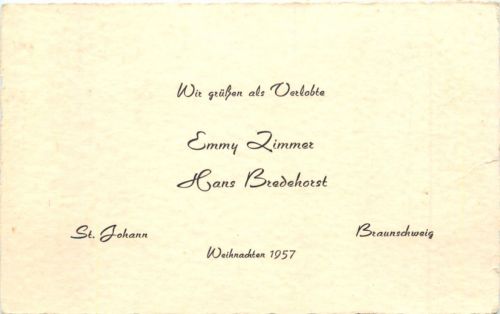 Wir grüßen als Verlobte
Emmy Zimmer
Hans Bredehorst
St. Johann
Braunschweig
Weihnachten 1957